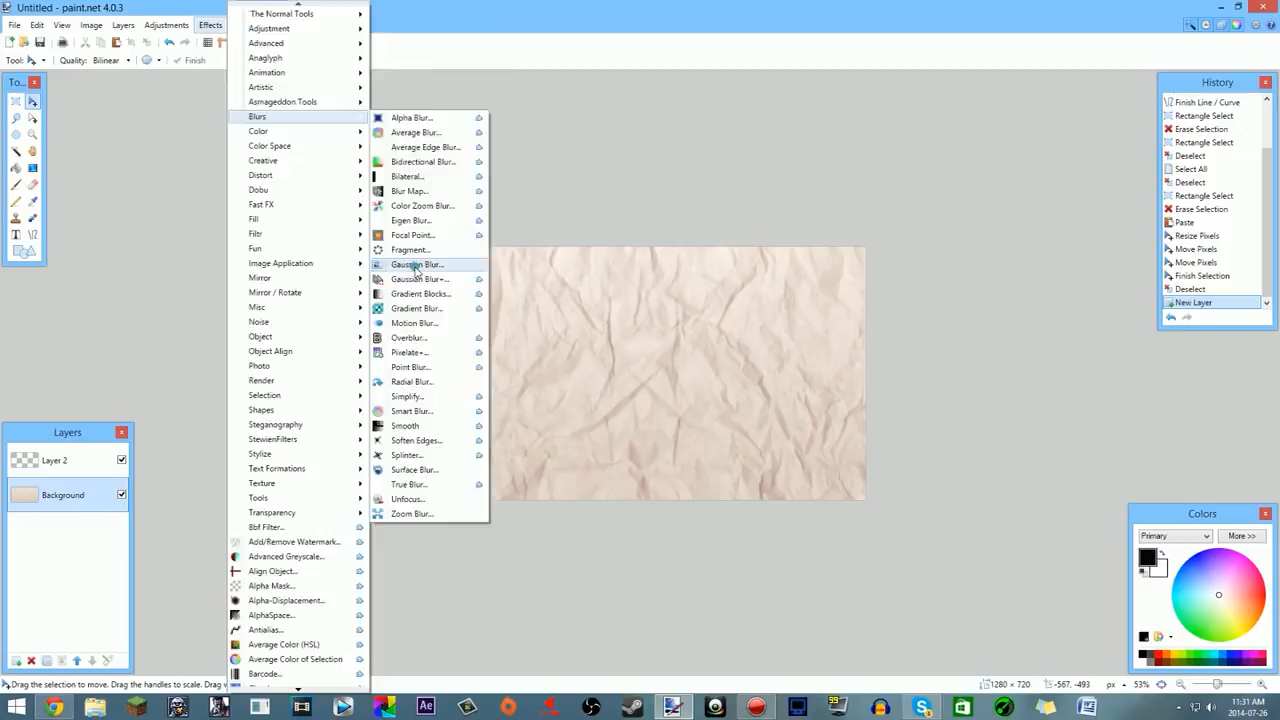 Untitled - paint.net 4.0.3
File Edit View Image Layers Adjustments Effects
Tool: Quality: Bilinear Finish
To...
'The Normal Tools
Adjustment
Advanced
Anaglyph
Animation
Artistic
Asmageddon Tools
Blurs
Color
Color Space
Creative
Distort
Dobu
Fast FX
Fill
Filtr
Fun
Image Application
Mirror
Mirror / Rotate
Misc
Noise
Object
Object Align
Photo
Render
Selection
Shapes
Steganography
StewienFilters
Stylize
Text Formations
Texture
Tools
Transparency
Bbf Filter...
Add/Remove Watermark...
Advanced Greyscale...
Align Object...
Alpha Mask...
Alpha-Displacement...
AlphaSpace...
Antialias...
Average Color (HSL)
Average Color of Selection
Barcode...
Alpha Blur...
Average Blur...
Average Edge Blur...
Bidirectional Blur...
Bilateral...
Blur Map...
Color Zoom Blur...
Eigen Blur...
Focal Point...
Fragment...
Gaussian Blur...
Gaussian Blur+...
Gradient Blocks...
Gradient Blur...
Motion Blur...
Overblur...
Pixelate+...
Point Blur...
Radial Blur...
Simplify...
Smart Blur...
Smooth
Soften Edges...
Splinter...
Surface Blur...
True Blur...
Unfocus...
Zoom Blur...
History
Finish Line / Curve
Rectangle Select
Erase Selection
Rectangle Select
Deselect
Select All
Deselect
Rectangle Select
Erase Selection
Paste
Resize Pixels
Move Pixels
Move Pixels
Finish Selection
Deselect
New Layer
Layers
Layer 2
Background
Colors
Primary More >>
Drag the selection to move. Drag the handles to scale. Drag
1280 × 720 -567, -493 px 53%
Ae
11:31 AM
2014-07-26